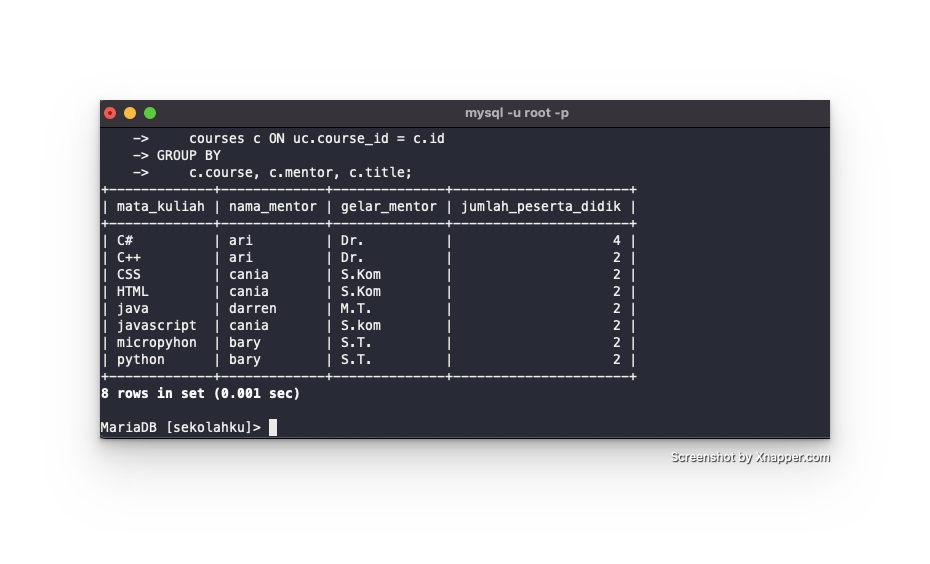 mysql -u root -p
->     courses c ON uc.course_id = c.id
-> GROUP BY
->     c.course, c.mentor, c.title;
+-------------+-------------+--------------+----------------------+
| mata_kuliah | nama_mentor | gelar_mentor | jumlah_peserta_didik |
+-------------+-------------+--------------+----------------------+
| C#          | ari         | Dr.          |                    4 |
| C++         | ari         | Dr.          |                    2 |
| CSS         | cania       | S.Kom        |                    2 |
| HTML        | cania       | S.Kom        |                    2 |
| java        | darren      | M.T.         |                    2 |
| javascript  | cania       | S.kom        |                    2 |
| micropyhon  | bary        | S.T.         |                    2 |
| python      | bary        | S.T.         |                    2 |
+-------------+-------------+--------------+----------------------+
8 rows in set (0.001 sec)
MariaDB [sekolahku]>
Screenshot by Xnapper.com